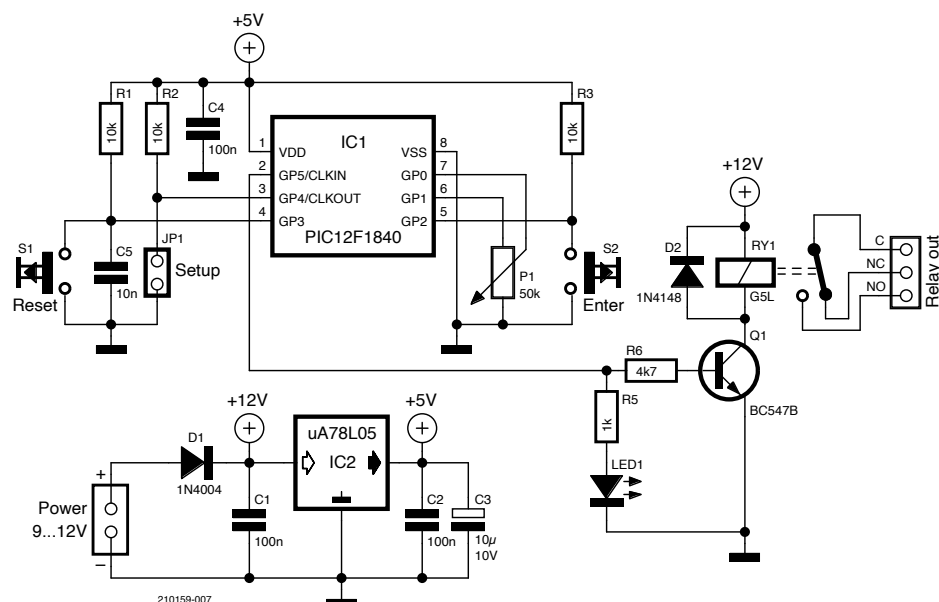 +5V
R1
10k
R2
10k
C4
100n
R3
10k
IC1
PIC12F1840
1
VDD
2
GP5/CLKIN
3
GP4/CLKOUT
4
GP3
VSS
8
GP0
7
GP1
6
GP2
5
S1
Reset
C5
10n
JP1
Setup
P1
50k
S2
Enter
+12V
D2
1N4148
RY1
G5L
C
NC
NO
Relay out
Q1
BC547B
R6
4k7
R5
1k
LED1
+12V
D1
1N4004
uA78L05
IC2
+5V
+
Power
9...12V
–
C1
100n
C2
100n
C3
10µ
10V
210159-007